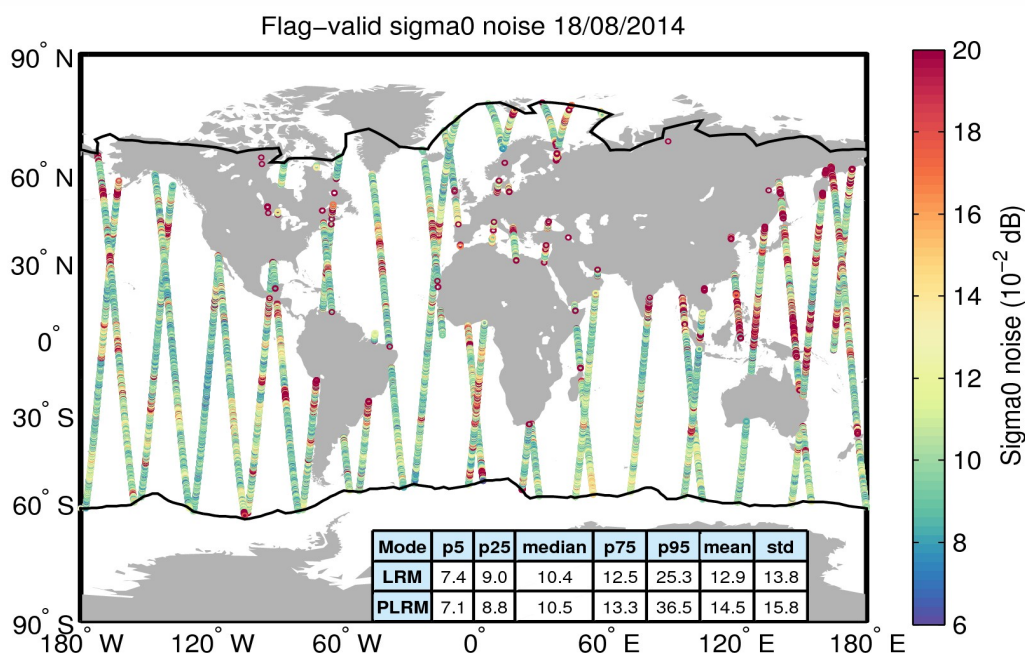 Flag−valid sigma0 noise 18/08/2014
90° N
60° N
30° N
0°
30° S
60° S
90° S
180° W
120° W
60° W
0°
60° E
120° E
180° E
Mode p5 p25 median p75 p95 mean std
LRM 7.4 9.0 10.4 12.5 25.3 12.9 13.8
PLRM 7.1 8.8 10.5 13.3 36.5 14.5 15.8
20
18
16
14
12
10
8
6
Sigma0 noise (10⁻² dB)